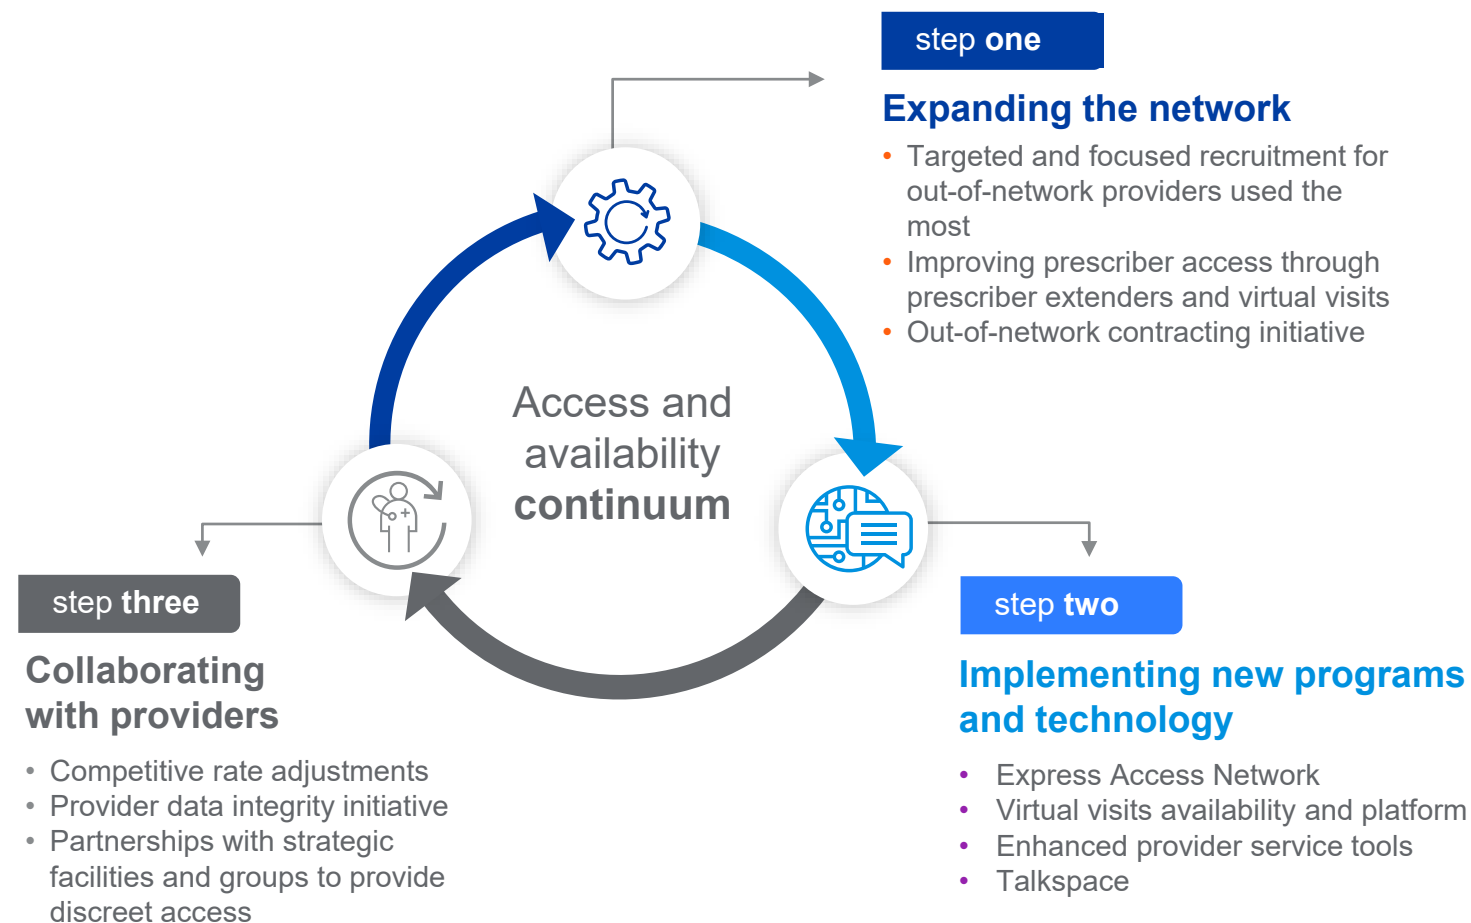 step one
Expanding the network
• Targeted and focused recruitment for
out-of-network providers used the
most
• Improving prescriber access through
prescriber extenders and virtual visits
• Out-of-network contracting initiative
Access and
availability
continuum
step two
Implementing new programs
and technology
• Express Access Network
• Virtual visits availability and platform
• Enhanced provider service tools
• Talkspace
step three
Collaborating
with providers
• Competitive rate adjustments
• Provider data integrity initiative
• Partnerships with strategic
facilities and groups to provide
discreet access